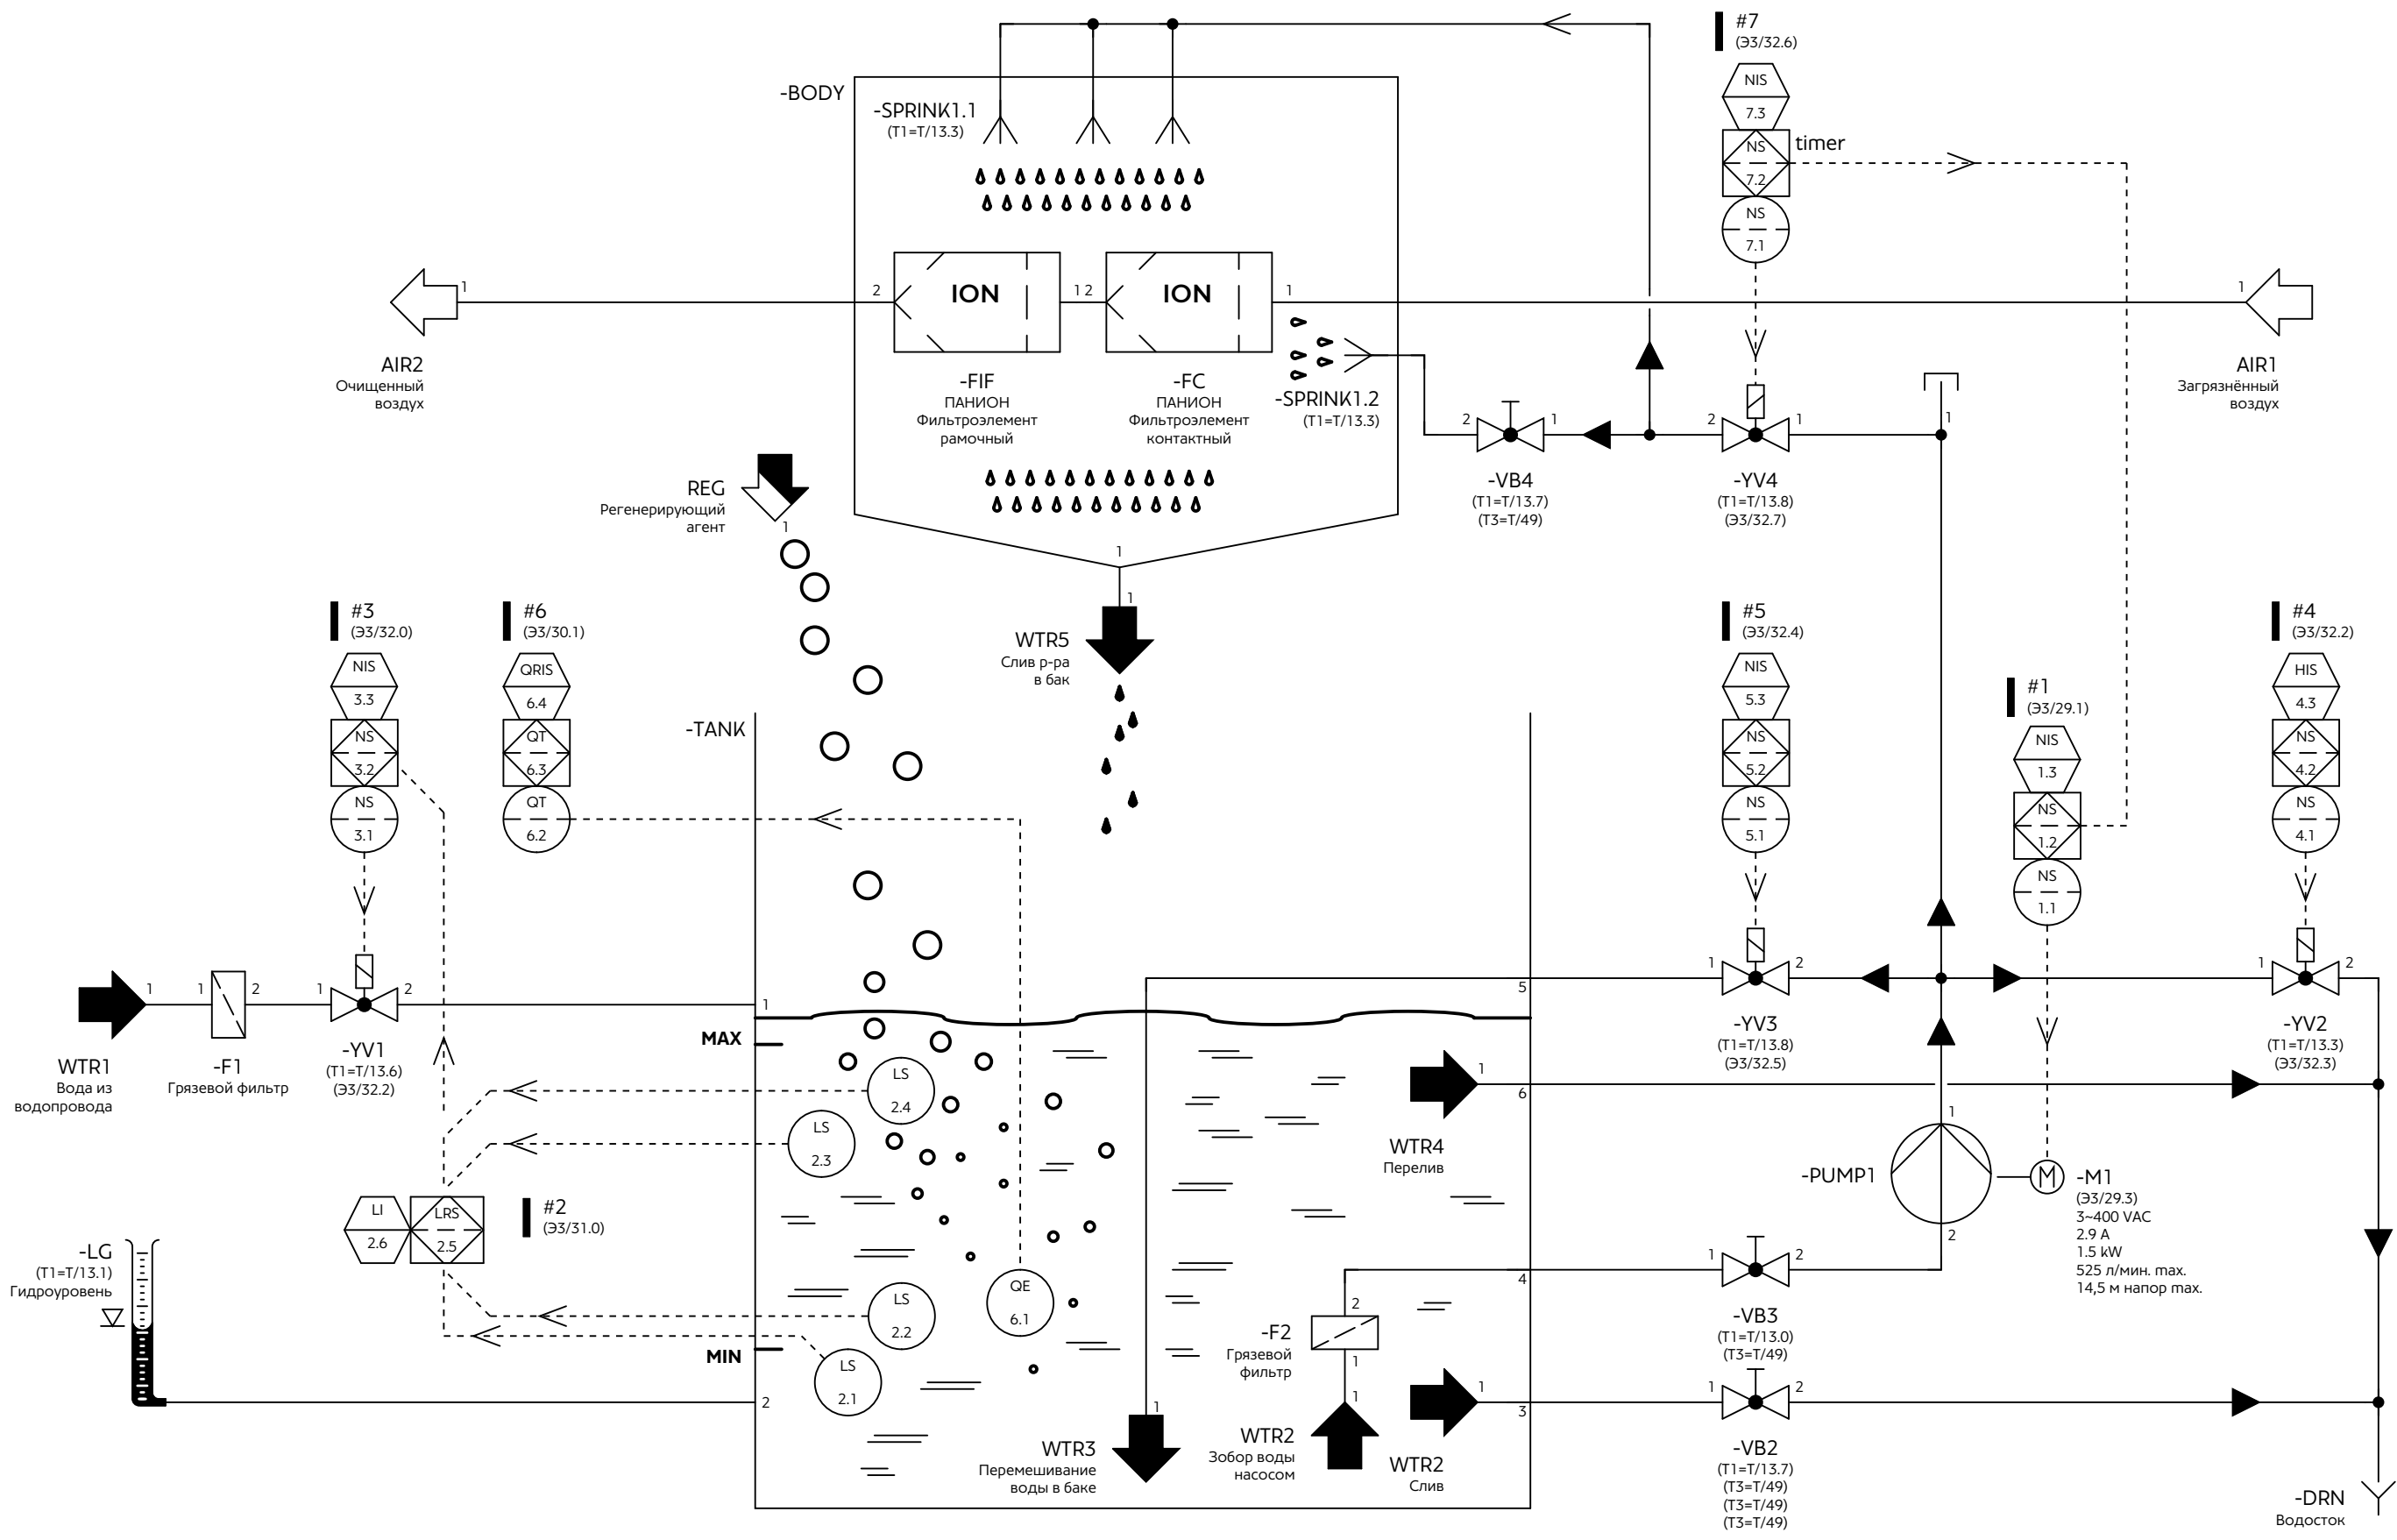 #7
(ЭЗ/32.6)
NIS
7.3
NS
7.2
timer
NS
7.1
-BODY
-SPRINK1.1
(T1=T/13.3)
ION
ION
2
1 2
1
1
1
AIR2
Очищенный
воздух
AIR1
Загрязнённый
воздух
-FIF
ПАНИОН
Фильтроэлемент
рамочный
-FC
ПАНИОН
Фильтроэлемент
контактный
-SPRINK1.2
(T1=T/13.3)
2
1
2
1
1
-VB4
(T1=T/13.7)
(T3=T/49)
-YV4
(T1=T/13.8)
(ЭЗ/32.7)
REG
Регенерирующий
агент
1
1
1
WTR5
Слив р-ра
в бак
#3
(ЭЗ/32.0)
NIS
3.3
NS
3.2
NS
3.1
#6
(ЭЗ/30.1)
QRIS
6.4
QT
6.3
QT
6.2
-TANK
#5
(ЭЗ/32.4)
NIS
5.3
NS
5.2
NS
5.1
#1
(ЭЗ/29.1)
NIS
1.3
NS
1.2
NS
1.1
#4
(ЭЗ/32.2)
HIS
4.3
NS
4.2
NS
4.1
1
1
2
1
2
1
5
1
2
1
2
WTR1
Вода из
водопровода
-F1
Грязевой фильтр
-YV1
(T1=T/13.6)
(ЭЗ/32.2)
MAX
-YV3
(T1=T/13.8)
(ЭЗ/32.5)
-YV2
(T1=T/13.3)
(ЭЗ/32.3)
LS
2.4
LS
2.3
WTR4
Перелив
1
6
1
-PUMP1
2
M
-M1
(ЭЗ/29.3)
3~400 VAC
2.9 A
1.5 kW
525 л/мин. max.
14,5 м напор max.
LI
2.6
LRS
2.5
#2
(ЭЗ/31.0)
-LG
(T1=T/13.1)
Гидроуровень
LS
2.2
QE
6.1
MIN
LS
2.1
2
4
1
2
-VB3
(T1=T/13.0)
(T3=T/49)
2
-F2
Грязевой
фильтр
1
1
WTR2
Зобор воды
насосом
1
WTR3
Перемешивание
воды в баке
1
3
WTR2
Слив
1
2
-VB2
(T1=T/13.7)
(T3=T/49)
(T3=T/49)
(T3=T/49)
-DRN
Водосток